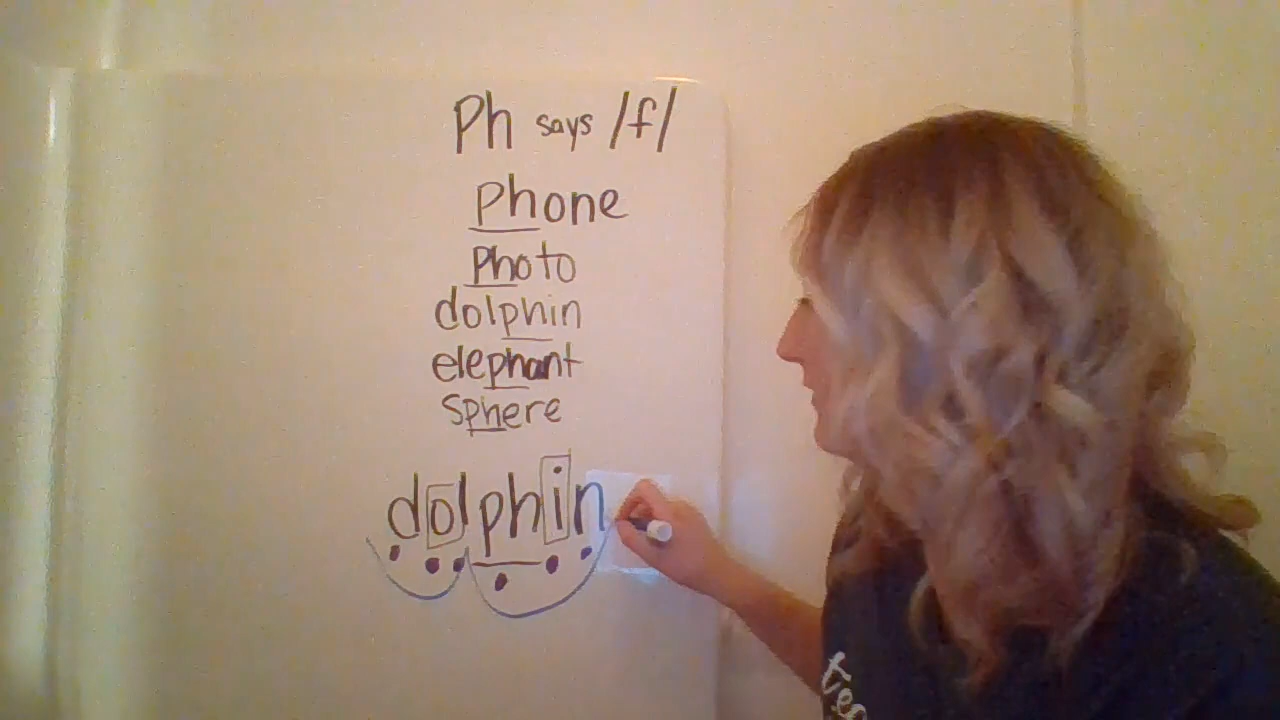 Ph says /f/
Phone
Photo
dolphin
elephant
sphere
dolphin